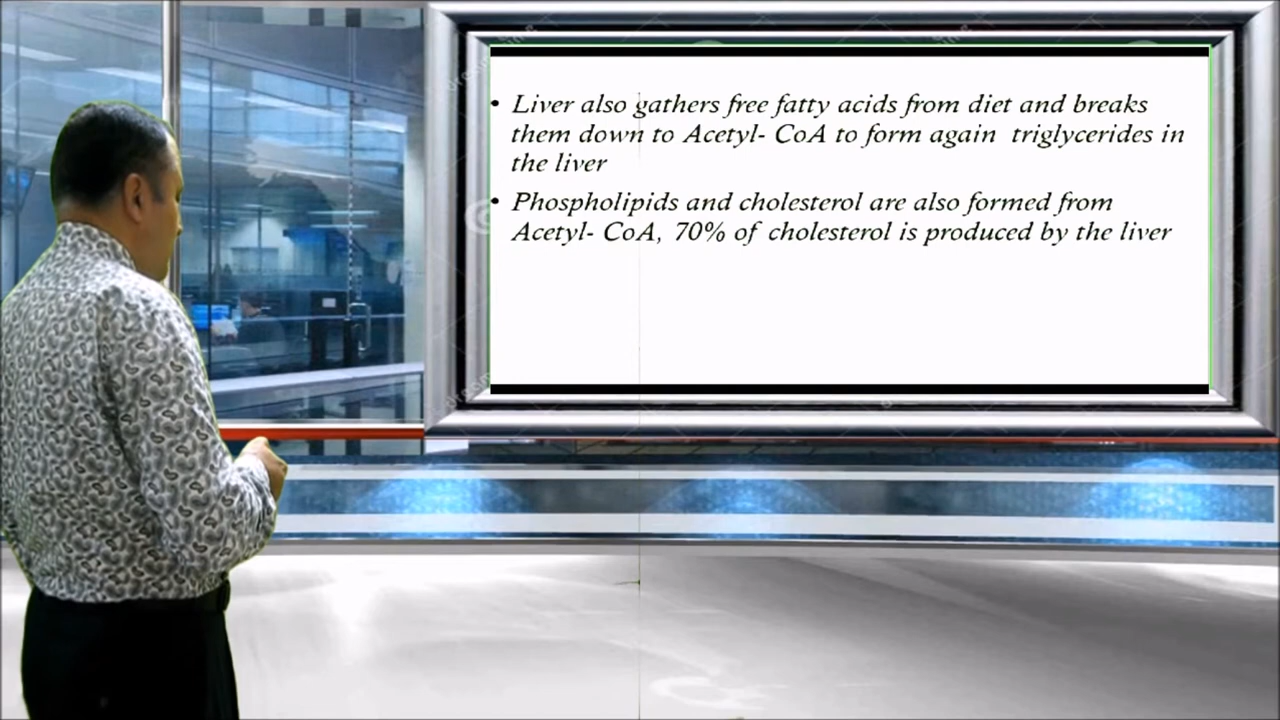 • Liver also gathers free fatty acids from diet and breaks
them down to Acetyl- CoA to form again triglycerides in
the liver
• Phospholipids and cholesterol are also formed from
Acetyl- CoA, 70% of cholesterol is produced by the liver